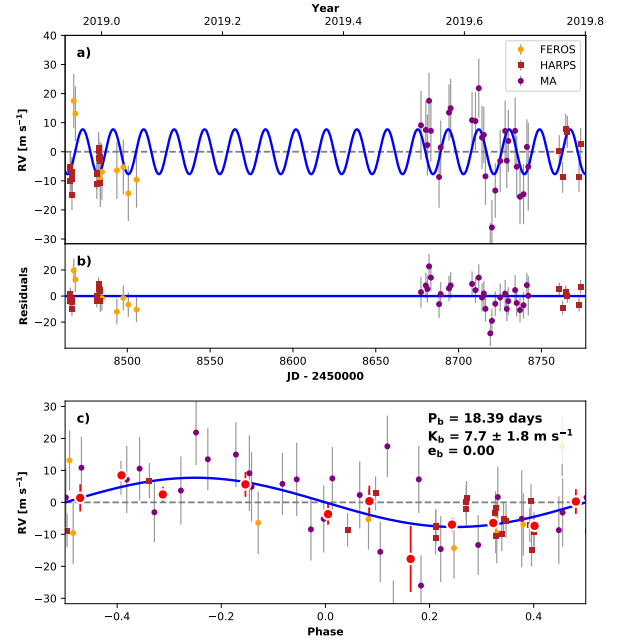 Year
2019.0 2019.2 2019.4 2019.6 2019.8
a)
FEROS
HARPS
MA
RV [m s⁻¹]
40
30
20
10
0
−10
−20
−30
b)
Residuals
20
0
−20
8500 8550 8600 8650 8700 8750
JD - 2450000
c)
P_b = 18.39 days
K_b = 7.7 ± 1.8 m s⁻¹
e_b = 0.00
RV [m s⁻¹]
30
20
10
0
−10
−20
−30
−0.4 −0.2 0.0 0.2 0.4
Phase